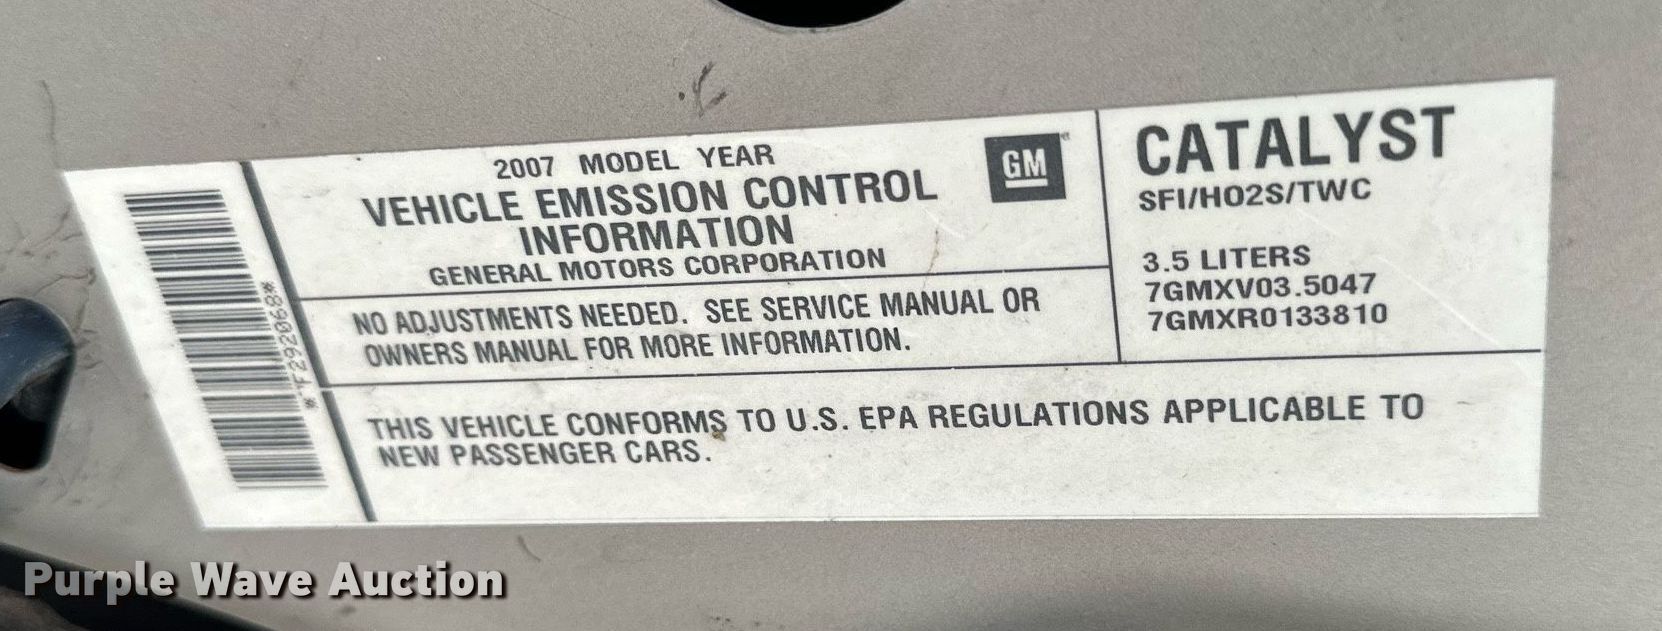 2007 MODEL YEAR
VEHICLE EMISSION CONTROL
INFORMATION
GENERAL MOTORS CORPORATION
GM
NO ADJUSTMENTS NEEDED. SEE SERVICE MANUAL OR
OWNERS MANUAL FOR MORE INFORMATION.
CATALYST
SFI/HO2S/TWC
3.5 LITERS
7GMXV03.5047
7GMXR0133810
THIS VEHICLE CONFORMS TO U.S. EPA REGULATIONS APPLICABLE TO
NEW PASSENGER CARS.
*F292068*
Purple Wave Auction